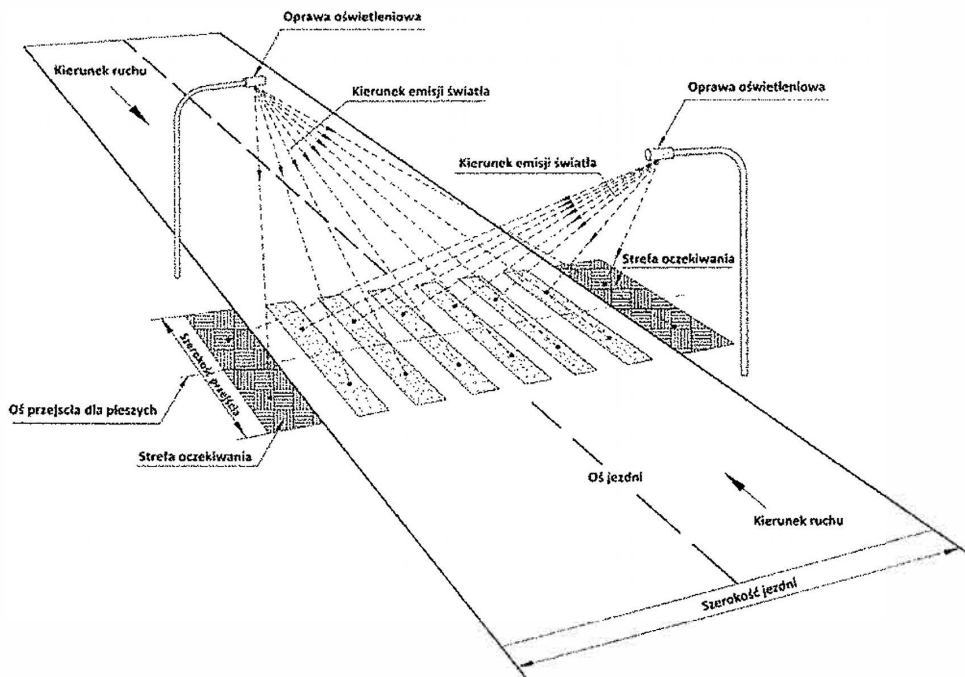 Oprawa oświetleniowa
Kierunek ruchu
Kierunek emisji światła
Oprawa oświetleniowa
Kierunek emisji światła
Strefa oczekiwania
Szerokość przejścia
Oś przejścia dla pieszych
Strefa oczekiwania
Oś jezdni
Kierunek ruchu
Szerokość jezdni